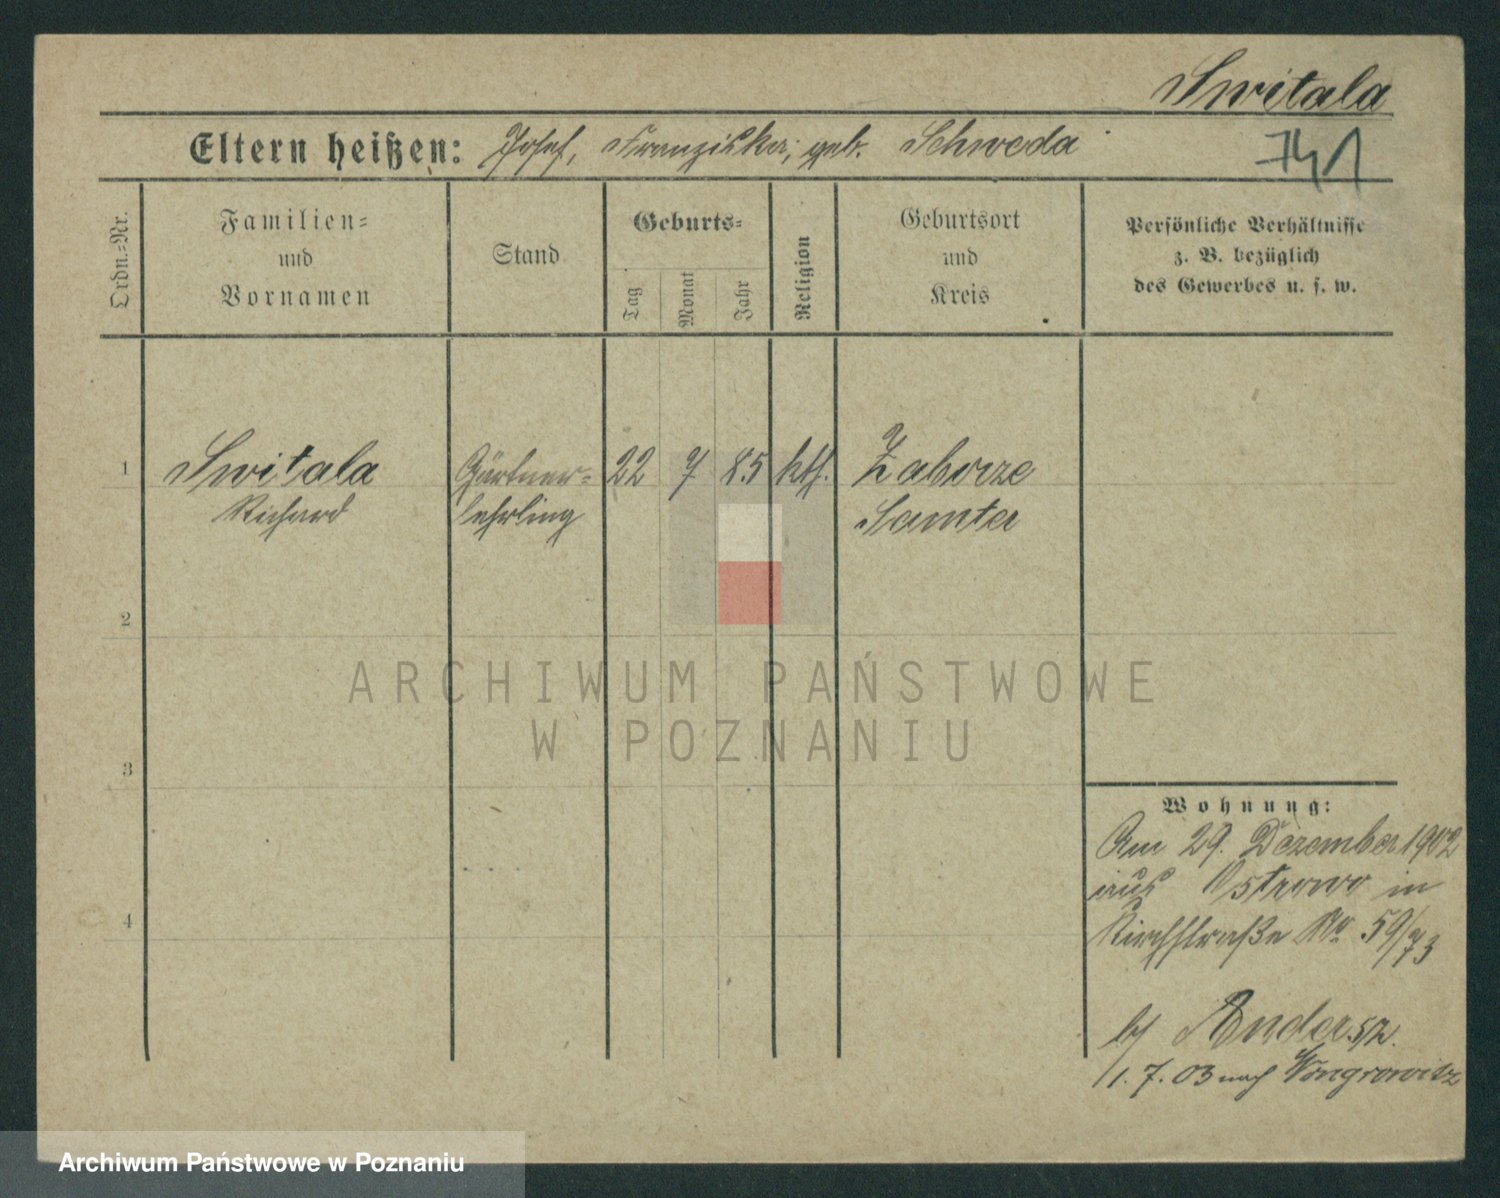 Switala
Eltern heißen: Josef, Franziska, geb. Schweda
741
Ordn.-Nr.
Familien-
und
Vornamen
Stand
Geburts-
Tag
Monat
Jahr
Religion
Geburtsort
und
Kreis
Persönliche Verhältnisse
z. B. bezüglich
des Gewerbes u. s. w.
1 Switala Gärtner- 22 7 85 kth. Zaborze
Richard lehrling Samter
2
ARCHIWUM PAŃSTWOWE
W POZNANIU
3
Wohnung:
Am 29. Dezember 1902
aus Ostrowo in
Kirchstraße No 59/73
4
b/ Andersz.
1. 7. 03 nach Wongrowitz
Archiwum Państwowe w Poznaniu